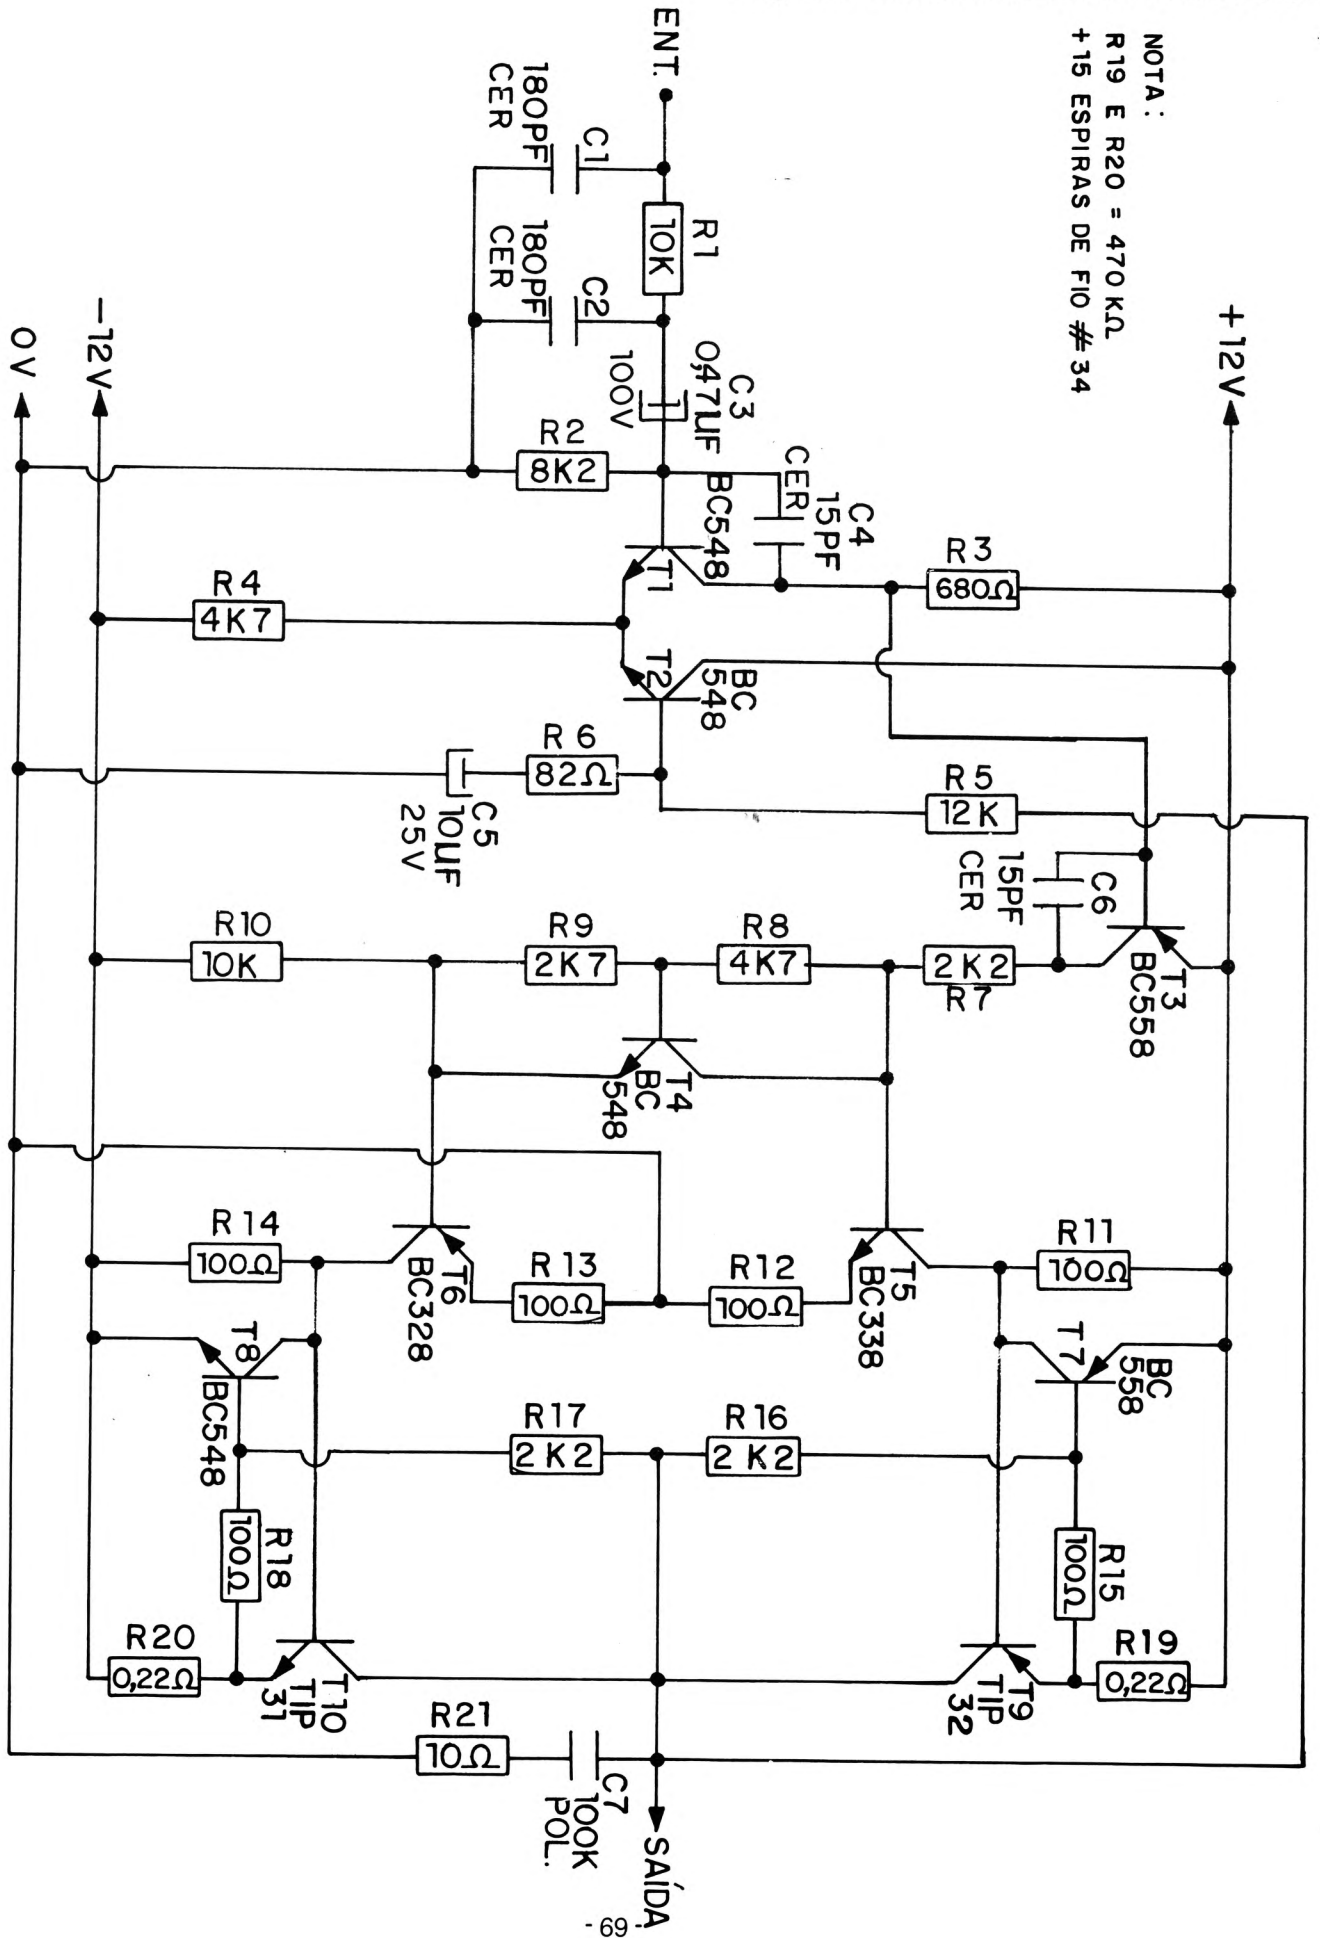 NOTA :
R19 E R20 = 470 KΩ
+15 ESPIRAS DE FIO # 34
+12V
ENT.
C1
180PF
CER
R1
10K
C2
180PF
CER
C3
0,47UF
100V
R2
8K2
C4
15PF
CER
BC548
T1
R3
680Ω
R4
4K7
T2
BC
548
R6
82Ω
C5
10UF
25V
R5
12K
C6
15PF
CER
T3
BC558
R7
2K2
R8
4K7
R9
2K7
R10
10K
T4
BC
548
T5
BC338
T6
BC328
R11
100Ω
R12
100Ω
R13
100Ω
R14
100Ω
T7
BC
558
T8
BC548
R16
2K2
R17
2K2
R15
100Ω
R18
100Ω
R19
0,22Ω
R20
0,22Ω
T9
TIP
32
T10
TIP
31
R21
10Ω
C7
100K
POL.
SAÍDA
-12V
0V
- 69 -